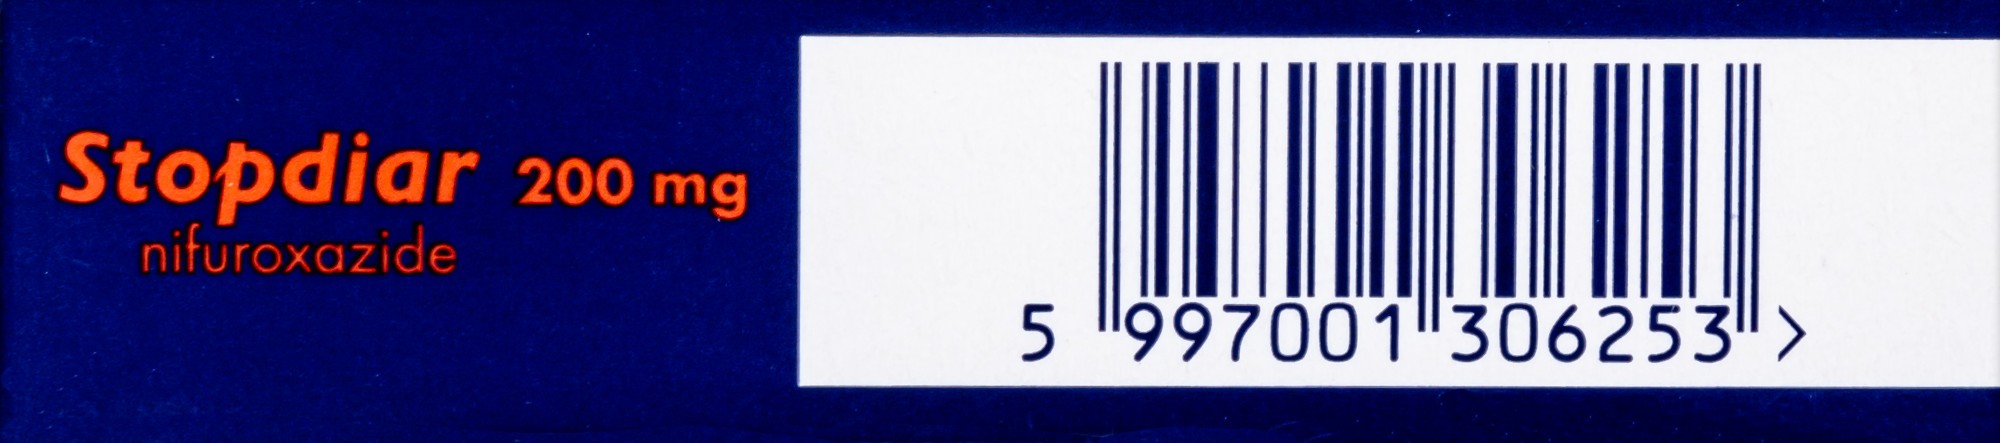 Stopdiar 200 mg
nifuroxazide
5 997001 306253 >